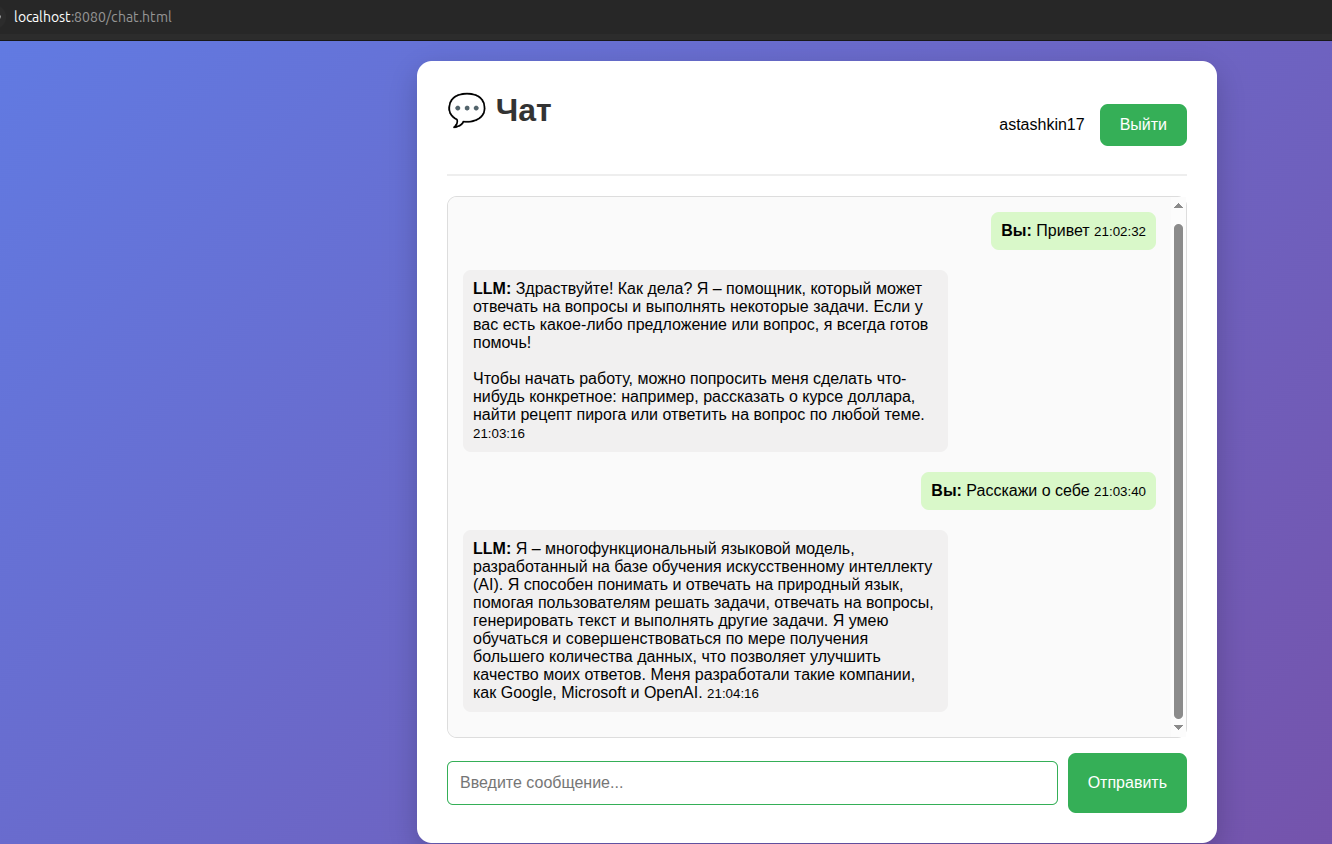 localhost:8080/chat.html
💬 Чат
astashkin17
Выйти
Вы: Привет 21:02:32
LLM: Здраствуйте! Как дела? Я – помощник, который может
отвечать на вопросы и выполнять некоторые задачи. Если у
вас есть какое-либо предложение или вопрос, я всегда готов
помочь!
Чтобы начать работу, можно попросить меня сделать что-
нибудь конкретное: например, рассказать о курсе доллара,
найти рецепт пирога или ответить на вопрос по любой теме.
21:03:16
Вы: Расскажи о себе 21:03:40
LLM: Я – многофункциональный языковой модель,
разработанный на базе обучения искусственному интеллекту
(AI). Я способен понимать и отвечать на природный язык,
помогая пользователям решать задачи, отвечать на вопросы,
генерировать текст и выполнять другие задачи. Я умею
обучаться и совершенствоваться по мере получения
большего количества данных, что позволяет улучшить
качество моих ответов. Меня разработали такие компании,
как Google, Microsoft и OpenAI. 21:04:16
Введите сообщение...
Отправить